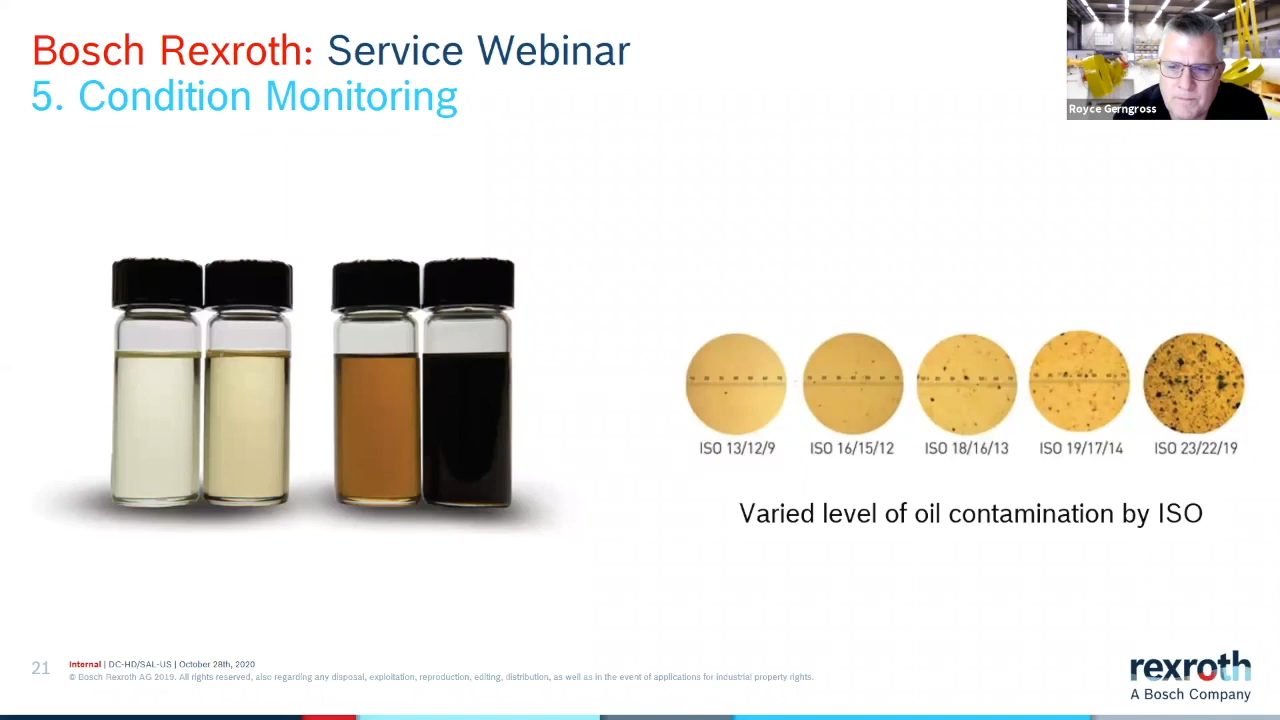 Bosch Rexroth: Service Webinar
5. Condition Monitoring
Royce Gerngross
ISO 13/12/9
ISO 16/15/12
ISO 18/16/13
ISO 19/17/14
ISO 23/22/19
Varied level of oil contamination by ISO
21
Internal | DC-HD/SAL-US | October 28th, 2020
© Bosch Rexroth AG 2019. All rights reserved, also regarding any disposal, exploitation, reproduction, editing, distribution, as well as in the event of applications for industrial property rights.
rexroth
A Bosch Company